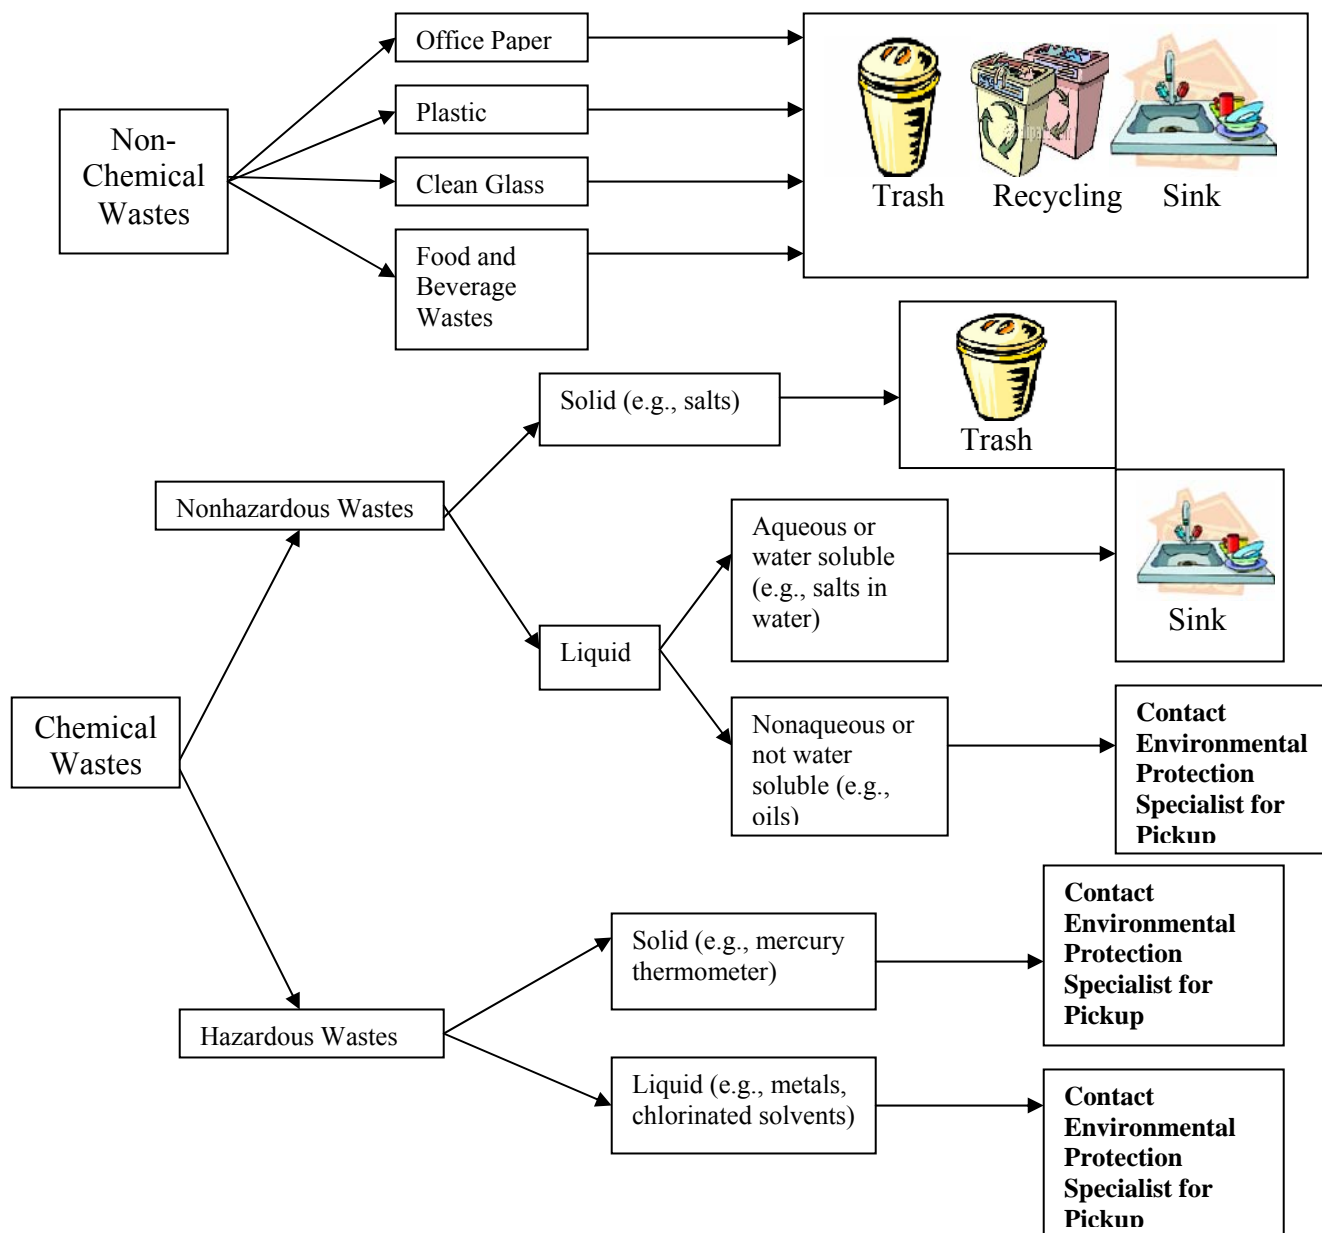 Office Paper
Plastic
Clean Glass
Food and
Beverage
Wastes
Non-
Chemical
Wastes
Trash
Recycling
Sink
Solid (e.g., salts)
Trash
Nonhazardous Wastes
Aqueous or
water soluble
(e.g., salts in
water)
Sink
Liquid
Chemical
Wastes
Nonaqueous or
not water
soluble (e.g.,
oils)
Contact
Environmental
Protection
Specialist for
Pickup
Solid (e.g., mercury
thermometer)
Contact
Environmental
Protection
Specialist for
Pickup
Hazardous Wastes
Liquid (e.g., metals,
chlorinated solvents)
Contact
Environmental
Protection
Specialist for
Pickup